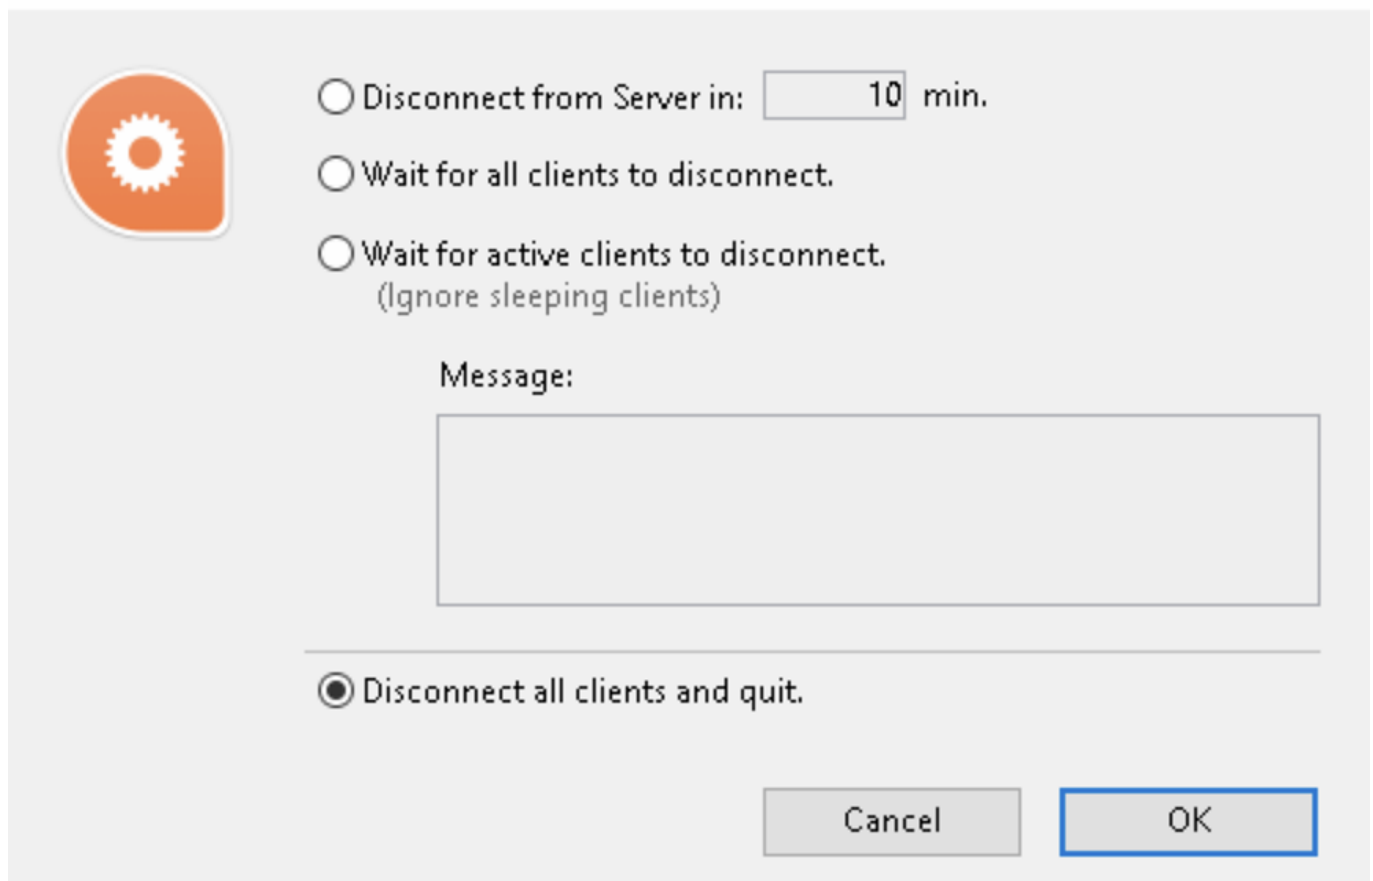 Disconnect from Server in: 10 min.
Wait for all clients to disconnect.
Wait for active clients to disconnect.
(Ignore sleeping clients)
Message:
Disconnect all clients and quit.
Cancel OK